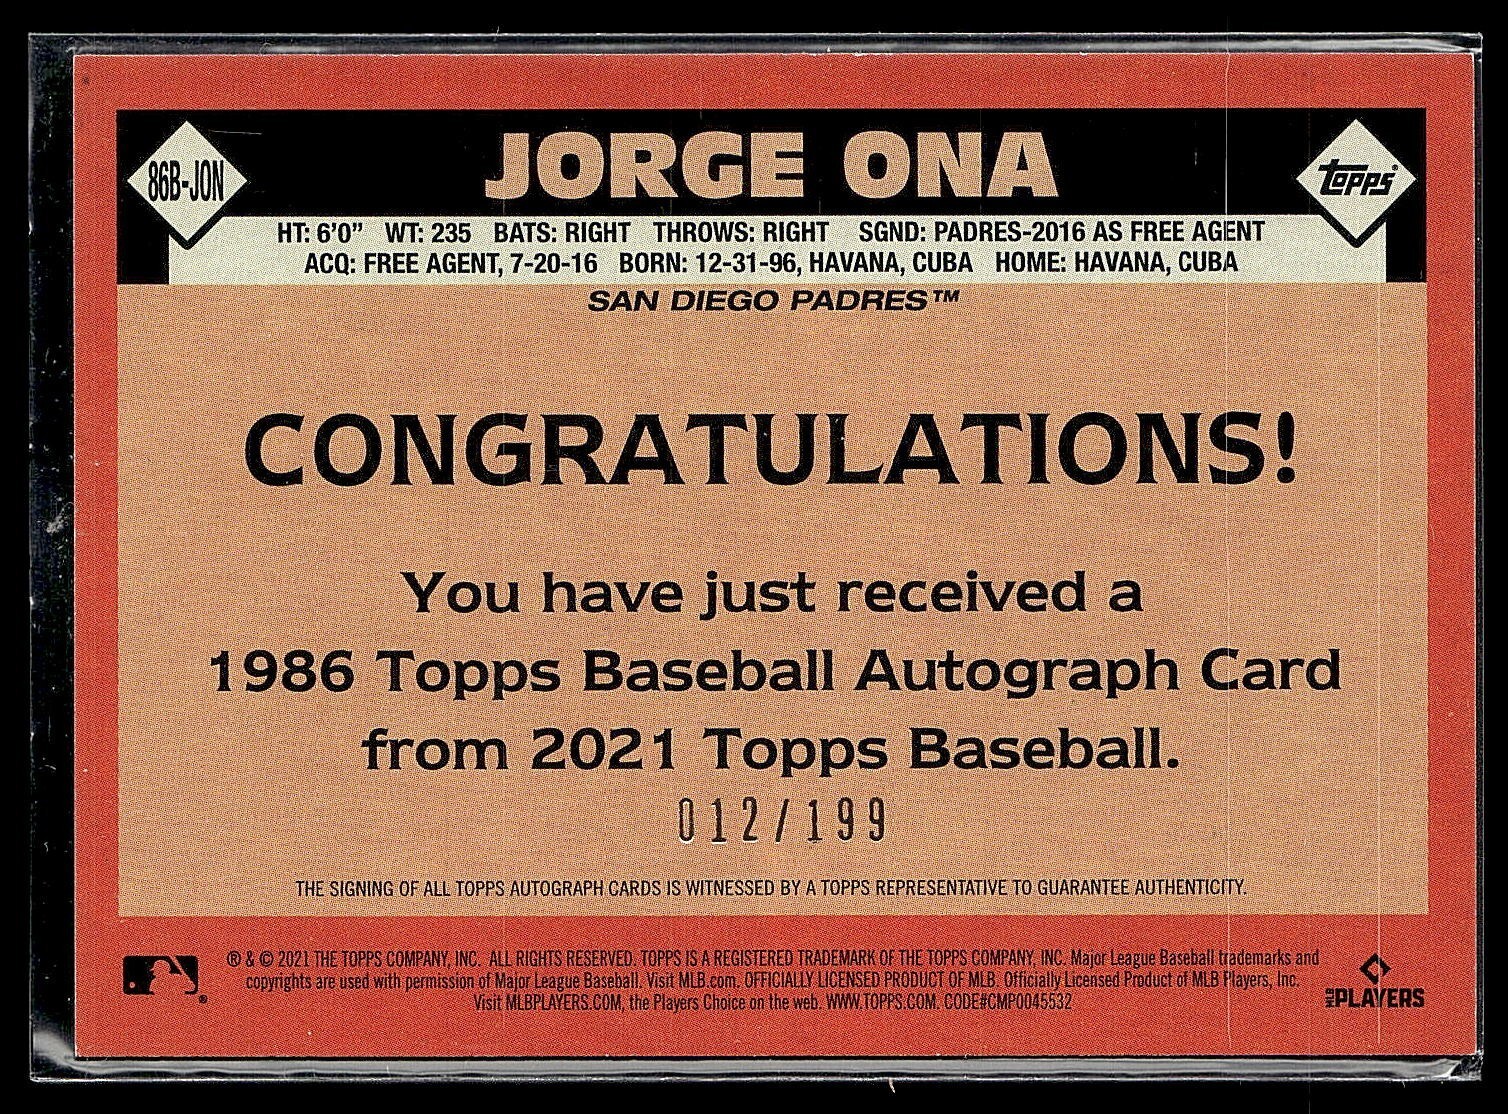 86B-JON
JORGE ONA
topps®
HT: 6'0" WT: 235 BATS: RIGHT THROWS: RIGHT SGND: PADRES-2016 AS FREE AGENT
ACQ: FREE AGENT, 7-20-16 BORN: 12-31-96, HAVANA, CUBA HOME: HAVANA, CUBA
SAN DIEGO PADRES™
CONGRATULATIONS!
You have just received a
1986 Topps Baseball Autograph Card
from 2021 Topps Baseball.
012/199
THE SIGNING OF ALL TOPPS AUTOGRAPH CARDS IS WITNESSED BY A TOPPS REPRESENTATIVE TO GUARANTEE AUTHENTICITY.
® & © 2021 THE TOPPS COMPANY, INC. ALL RIGHTS RESERVED. TOPPS IS A REGISTERED TRADEMARK OF THE TOPPS COMPANY, INC. Major League Baseball trademarks and
copyrights are used with permission of Major League Baseball. Visit MLB.com. OFFICIALLY LICENSED PRODUCT OF MLB. Officially Licensed Product of MLB Players, Inc.
Visit MLBPLAYERS.COM, the Players Choice on the web. WWW.TOPPS.COM. CODE#CMP0045532
®
MLB PLAYERS